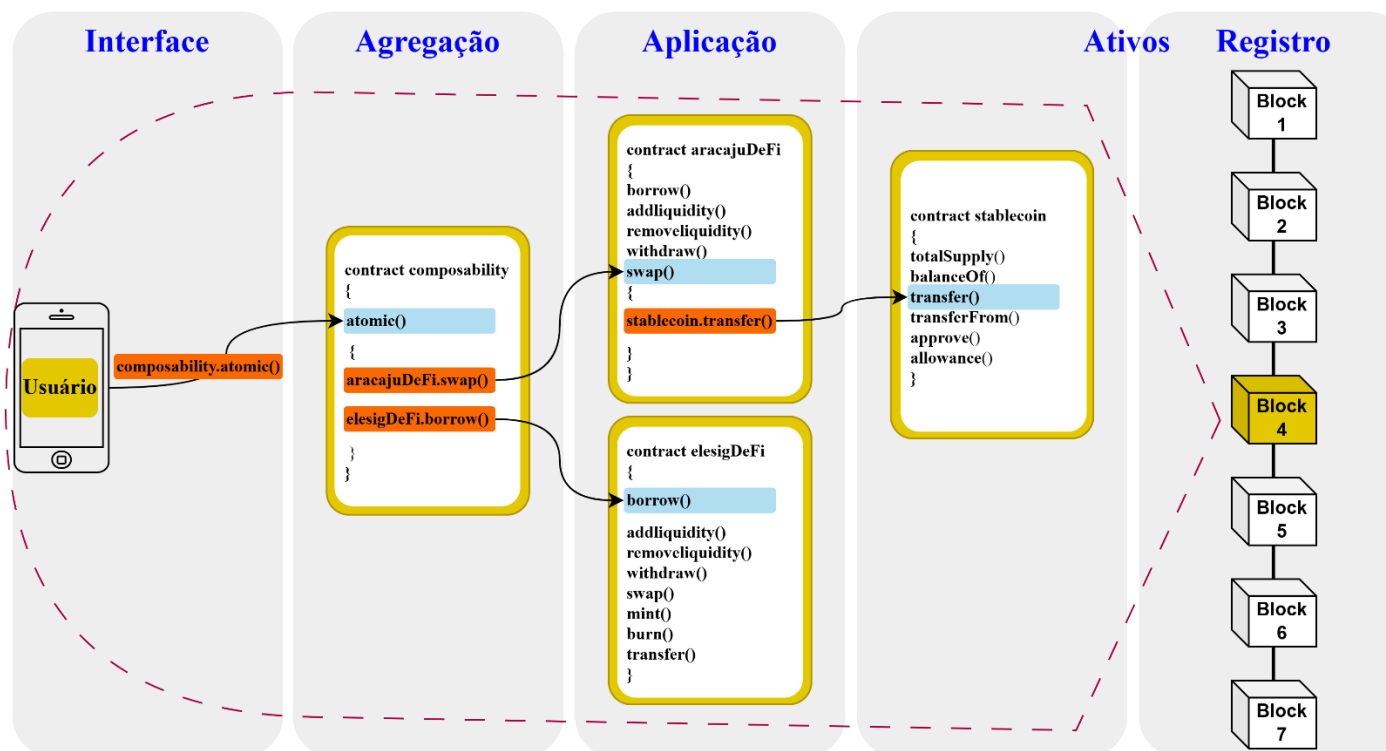 Interface
Agregação
Aplicação
Ativos
Registro
Usuário
composability.atomic()
contract composability
{
atomic()
{
aracajuDeFi.swap()
elesigDeFi.borrow()
}
}
contract aracajuDeFi
{
borrow()
addliquidity()
removeliquidity()
withdraw()
swap()
{
stablecoin.transfer()
}
}
contract elesigDeFi
{
borrow()
addliquidity()
removeliquidity()
withdraw()
swap()
mint()
burn()
transfer()
}
contract stablecoin
{
totalSupply()
balanceOf()
transfer()
transferFrom()
approve()
allowance()
}
Block
1
Block
2
Block
3
Block
4
Block
5
Block
6
Block
7